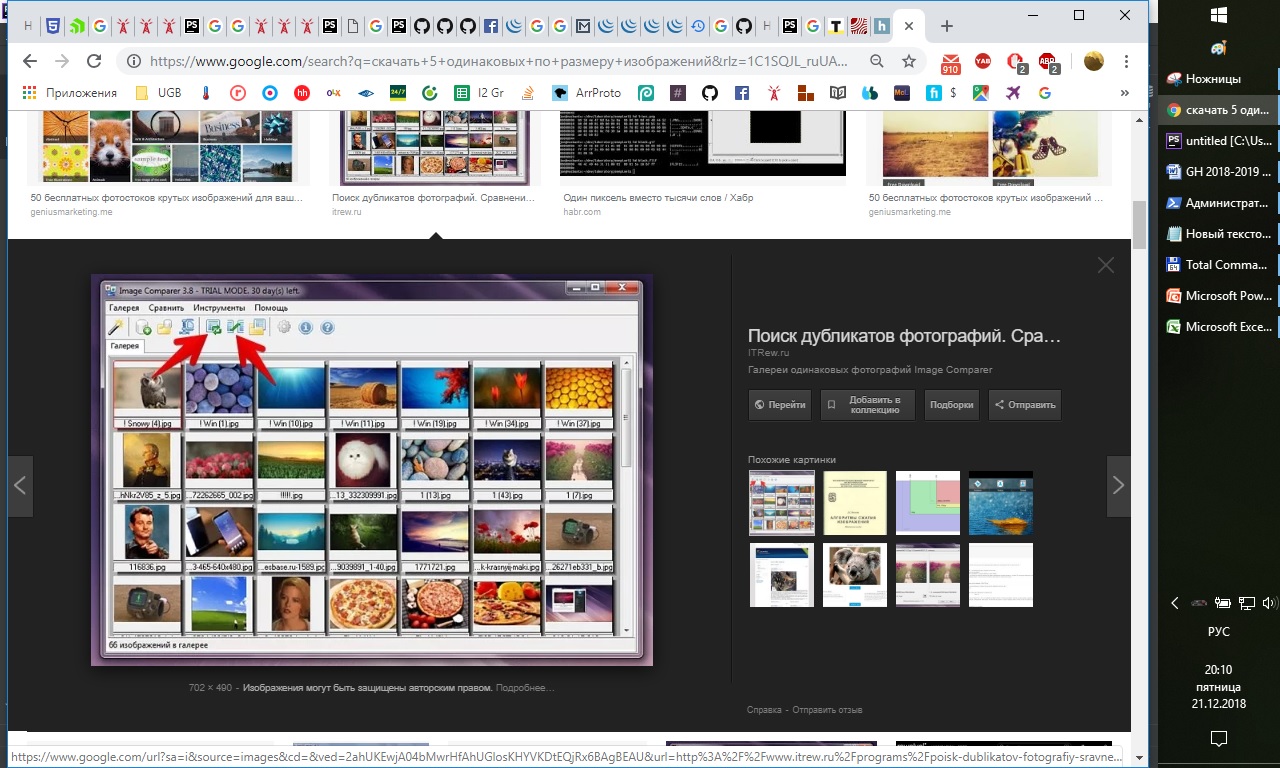 https://www.google.com/search?q=скачать+5+одинаковых+по+размеру+изображений&rlz=1C1SQJL_ruUA...
910
2
2
Приложения
UGB
I2 Gr
ArrProto
$
»
50 бесплатных фотостоков крутых изображений для ваш...
geniusmarketing.me
Поиск дубликатов фотографий. Сравнени...
itrew.ru
Один пиксель вместо тысячи слов / Хабр
habr.com
50 бесплатных фотостоков крутых изображений ...
geniusmarketing.me
Image Comparer 3.8 - TRIAL MODE. 30 day(s) left.
Галерея Сравнить Инструменты Помощь
Галерея
! Snowy (4).jpg
! Win (1).jpg
! Win (10).jpg
! Win (11).jpg
! Win (19).jpg
! Win (34).jpg
! Win (37).jpg
...72262665_002.jpg
!!!!!.jpg
...13_332309991.jpg
1 (13).jpg
1 (43).jpg
1 (7).jpg
116836.jpg
...3-465-640x480.jpg
...esbase.ru-1589.jpg
...9039891_1-40.jpg
1771721.jpg
...k-krasnyje-maki.jpg
...26271eb331_b.jpg
66 изображений в галерее
702 × 490 - Изображения могут быть защищены авторским правом. Подробнее...
Поиск дубликатов фотографий. Сра...
ITRew.ru
Галереи одинаковых фотографий Image Comparer
Перейти
Добавить в коллекцию
Подборки
Отправить
Похожие картинки
Справка - Отправить отзыв
https://www.google.com/url?sa=i&source=images&cd=&ved=2ahUKEwjA04bMwrHfAhUGlosKHYVKDtEQjRx6BAgBEAU&url=http%3A%2F%2Fwww.itrew.ru%2Fprograms%2Fpoisk-dublikatov-fotografiy-sravne...
Ножницы
скачать 5 оди...
untitled [C:\Us...
GH 2018-2019 ...
Администрат...
Новый тексто...
Total Comma...
Microsoft Pow...
Microsoft Exce...
РУС
20:10
пятница
21.12.2018